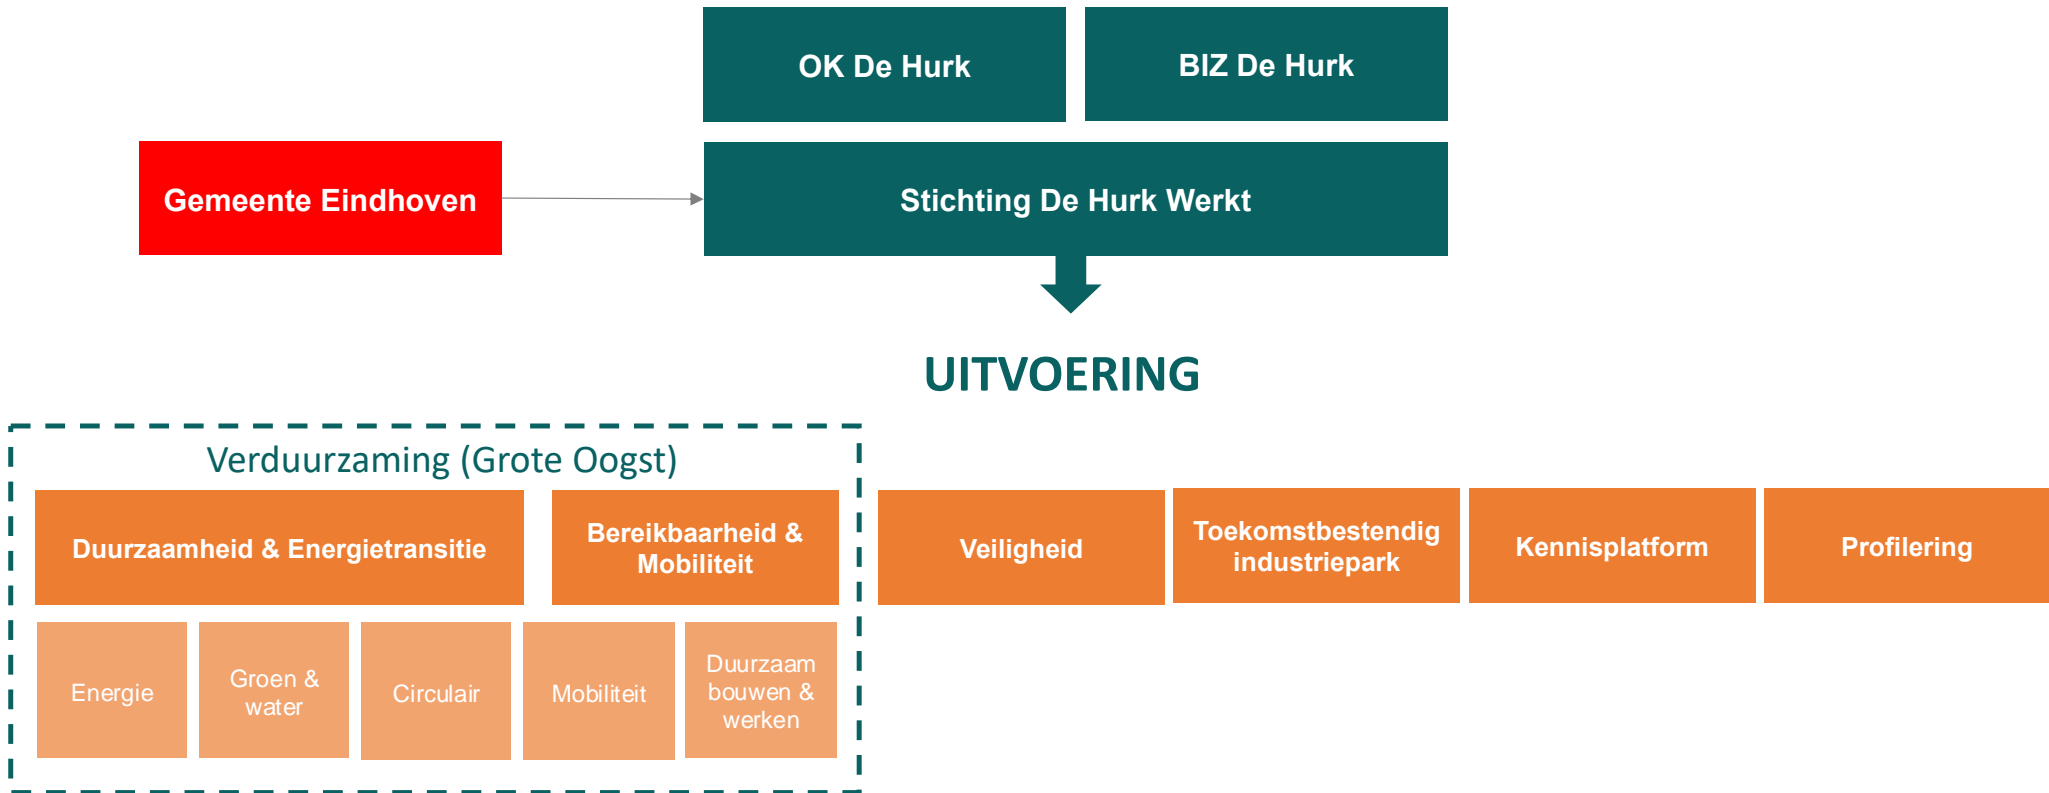 OK De Hurk
BIZ De Hurk
Gemeente Eindhoven
Stichting De Hurk Werkt
UITVOERING
Verduurzaming (Grote Oogst)
Duurzaamheid & Energietransitie
Bereikbaarheid &
Mobiliteit
Veiligheid
Toekomstbestendig
industriepark
Kennisplatform
Profilering
Energie
Groen &
water
Circulair
Mobiliteit
Duurzaam
bouwen &
werken